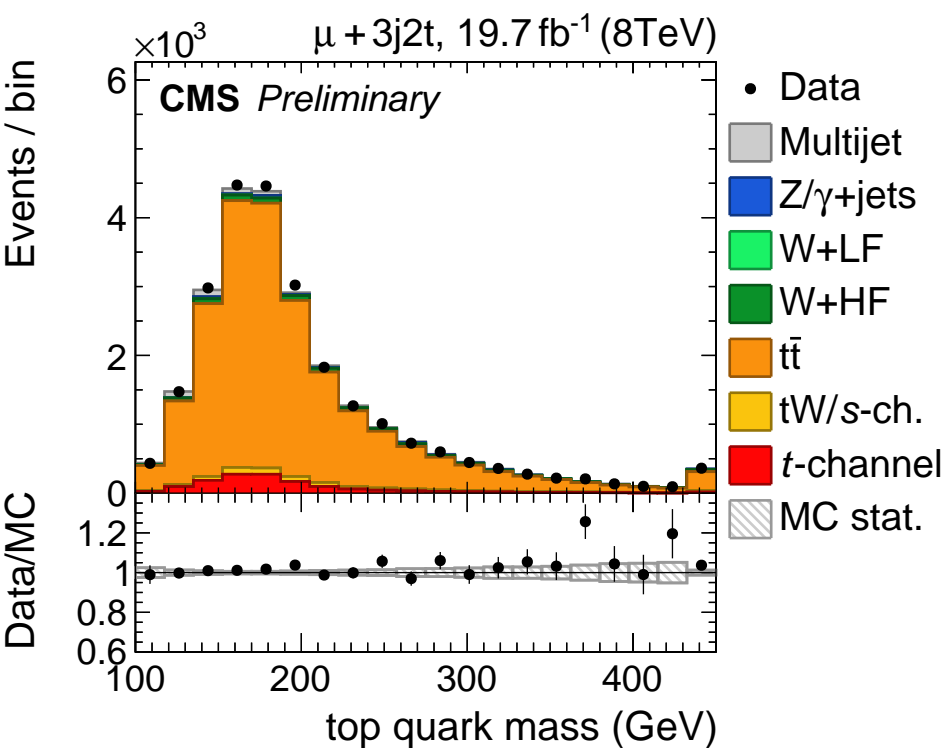 ×10³ μ + 3j2t, 19.7 fb⁻¹ (8TeV)
CMS Preliminary
Events / bin
6
4
2
0
Data
Multijet
Z/γ+jets
W+LF
W+HF
tt̄
tW/s-ch.
t-channel
MC stat.
Data/MC
1.2
1
0.8
0.6
100 200 300 400
top quark mass (GeV)